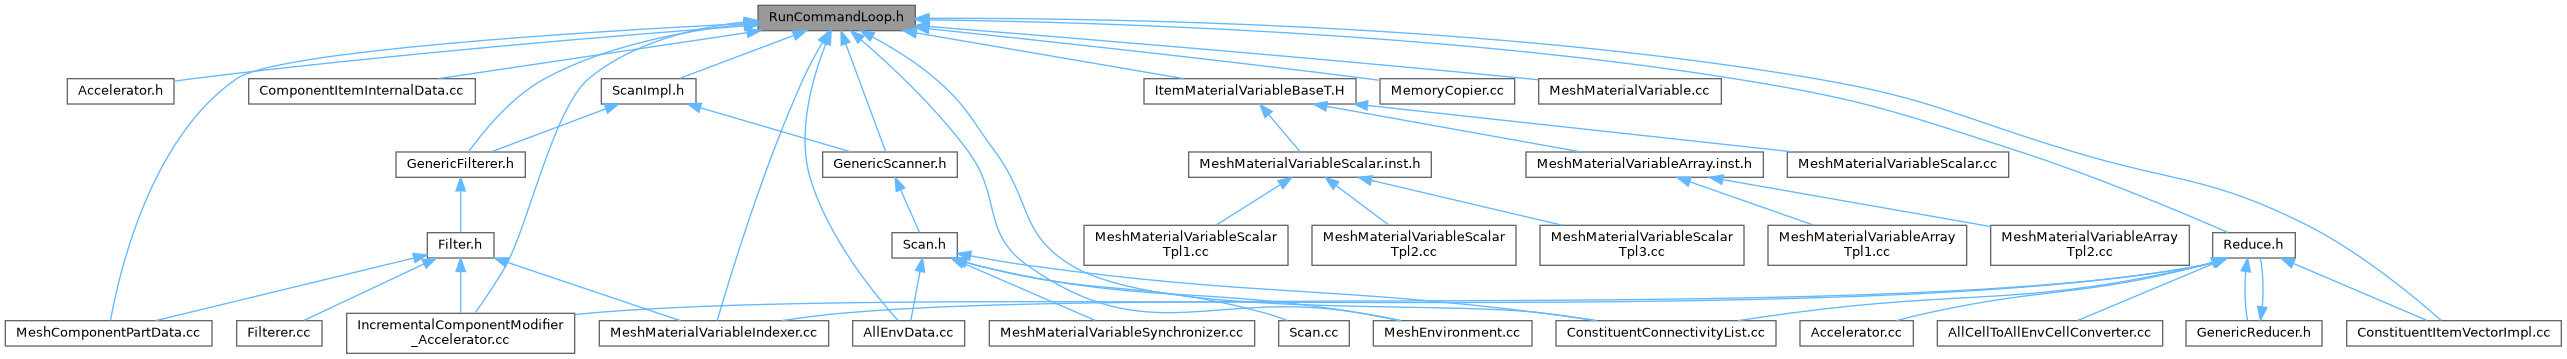 RunCommandLoop.h
Accelerator.h
ComponentItemInternalData.cc
ScanImpl.h
ItemMaterialVariableBaseT.H
MemoryCopier.cc
MeshMaterialVariable.cc
GenericFilterer.h
GenericScanner.h
MeshMaterialVariableScalar.inst.h
MeshMaterialVariableArray.inst.h
MeshMaterialVariableScalar.cc
Filter.h
Scan.h
MeshMaterialVariableScalar
Tpl1.cc
MeshMaterialVariableScalar
Tpl2.cc
MeshMaterialVariableScalar
Tpl3.cc
MeshMaterialVariableArray
Tpl1.cc
MeshMaterialVariableArray
Tpl2.cc
Reduce.h
MeshComponentPartData.cc
Filterer.cc
IncrementalComponentModifier
_Accelerator.cc
MeshMaterialVariableIndexer.cc
AllEnvData.cc
MeshMaterialVariableSynchronizer.cc
Scan.cc
MeshEnvironment.cc
ConstituentConnectivityList.cc
Accelerator.cc
AllCellToAllEnvCellConverter.cc
GenericReducer.h
ConstituentItemVectorImpl.cc